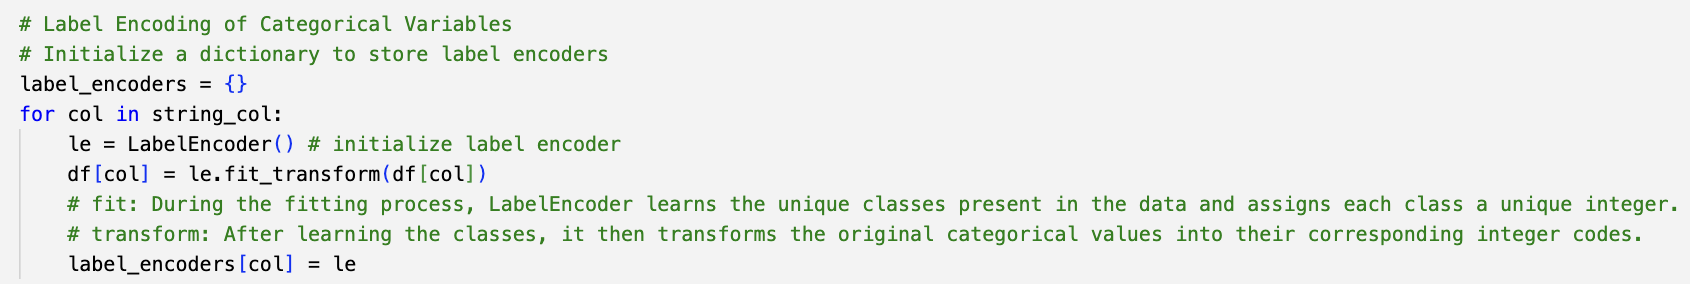 # Label Encoding of Categorical Variables
# Initialize a dictionary to store label encoders
label_encoders = {}
for col in string_col:
    le = LabelEncoder() # initialize label encoder
    df[col] = le.fit_transform(df[col])
    # fit: During the fitting process, LabelEncoder learns the unique classes present in the data and assigns each class a unique integer.
    # transform: After learning the classes, it then transforms the original categorical values into their corresponding integer codes.
    label_encoders[col] = le